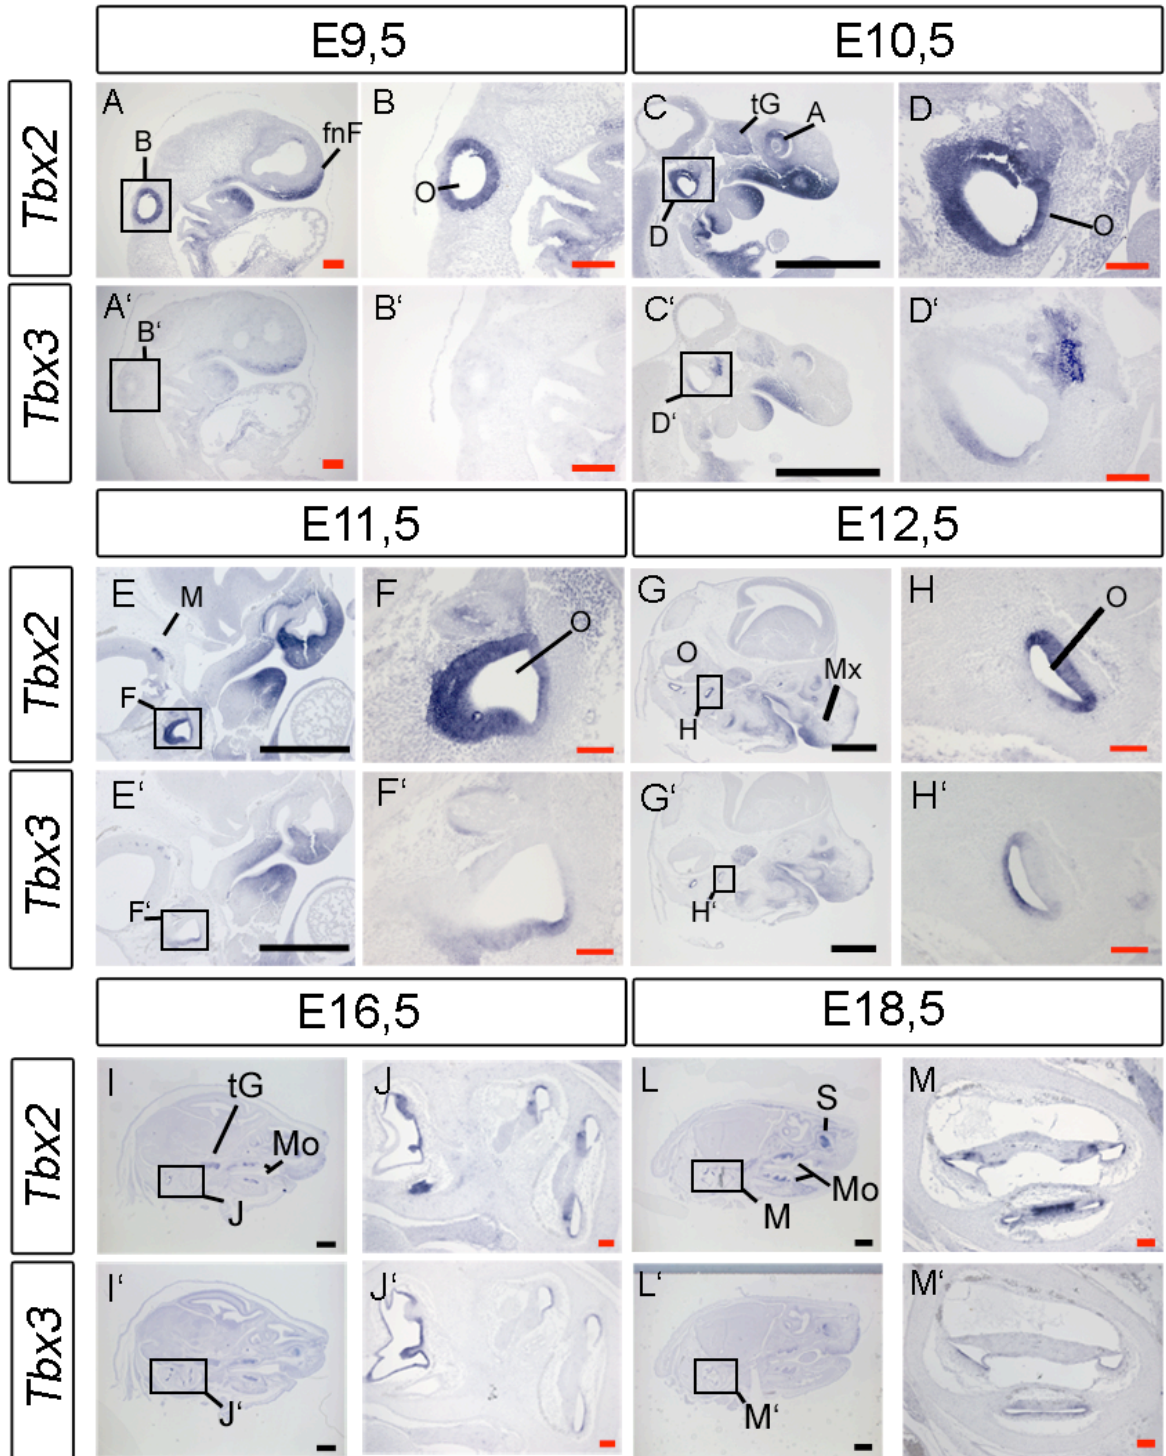 E9,5
E10,5
Tbx2
A
B
fnF
B
O
C
tG
A
D
D
O
Tbx3
A‘
B‘
B‘
C‘
D‘
D‘
E11,5
E12,5
Tbx2
E
M
F
F
O
G
O
Mx
H
H
O
Tbx3
E‘
F‘
F‘
G‘
H‘
H‘
E16,5
E18,5
Tbx2
I
tG
Mo
J
J
L
S
Mo
M
M
Tbx3
I‘
J‘
J‘
L‘
M‘
M‘